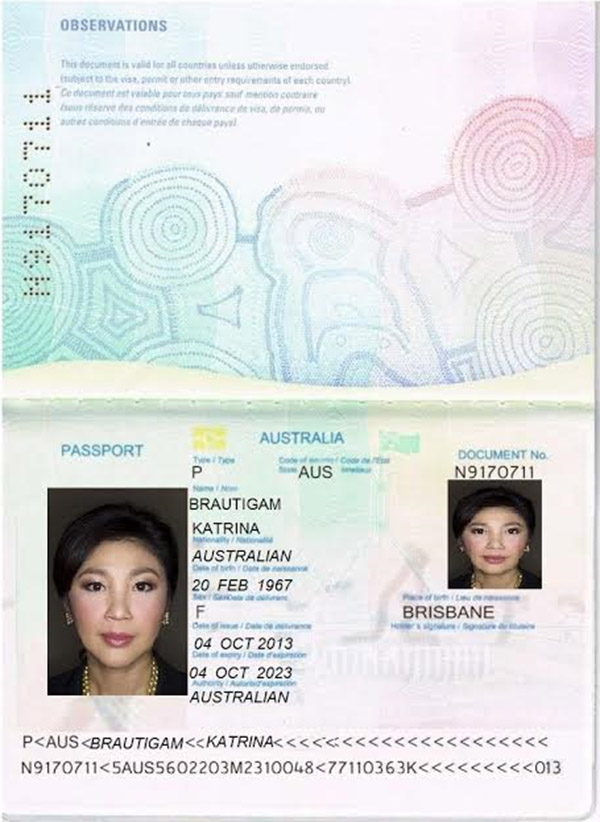 OBSERVATIONS
This document is valid for all countries unless otherwise endorsed
(subject to the visa, permit or other entry requirements of each country).
Ce document est valable pour tous pays sauf mention contraire
(sous réserve des conditions de délivrance de visa, de permis, ou
autres conditions d'entrée de chaque pays).
N9170711
PASSPORT
AUSTRALIA
Type / Type
Code of Code de l'État
DOCUMENT No.
P
State AUS
N9170711
Name / Nom
BRAUTIGAM
KATRINA
Nationality / Nationalité
AUSTRALIAN
Date of birth / Date de naissance
20 FEB 1967
Sex /
Place of birth / Lieu de naissance
F
BRISBANE
Date of issue / Date de délivrance
Holder's signature / Signature du titulaire
04 OCT 2013
Date of expiry / Date d'expiration
04 OCT 2023
Authority /
AUSTRALIAN
P<AUS<BRAUTIGAM<<KATRINA<<<<<<<<<<<<<<<<<<<<
N9170711<5AUS5602203M2310048<77110363K<<<<<<<<<013